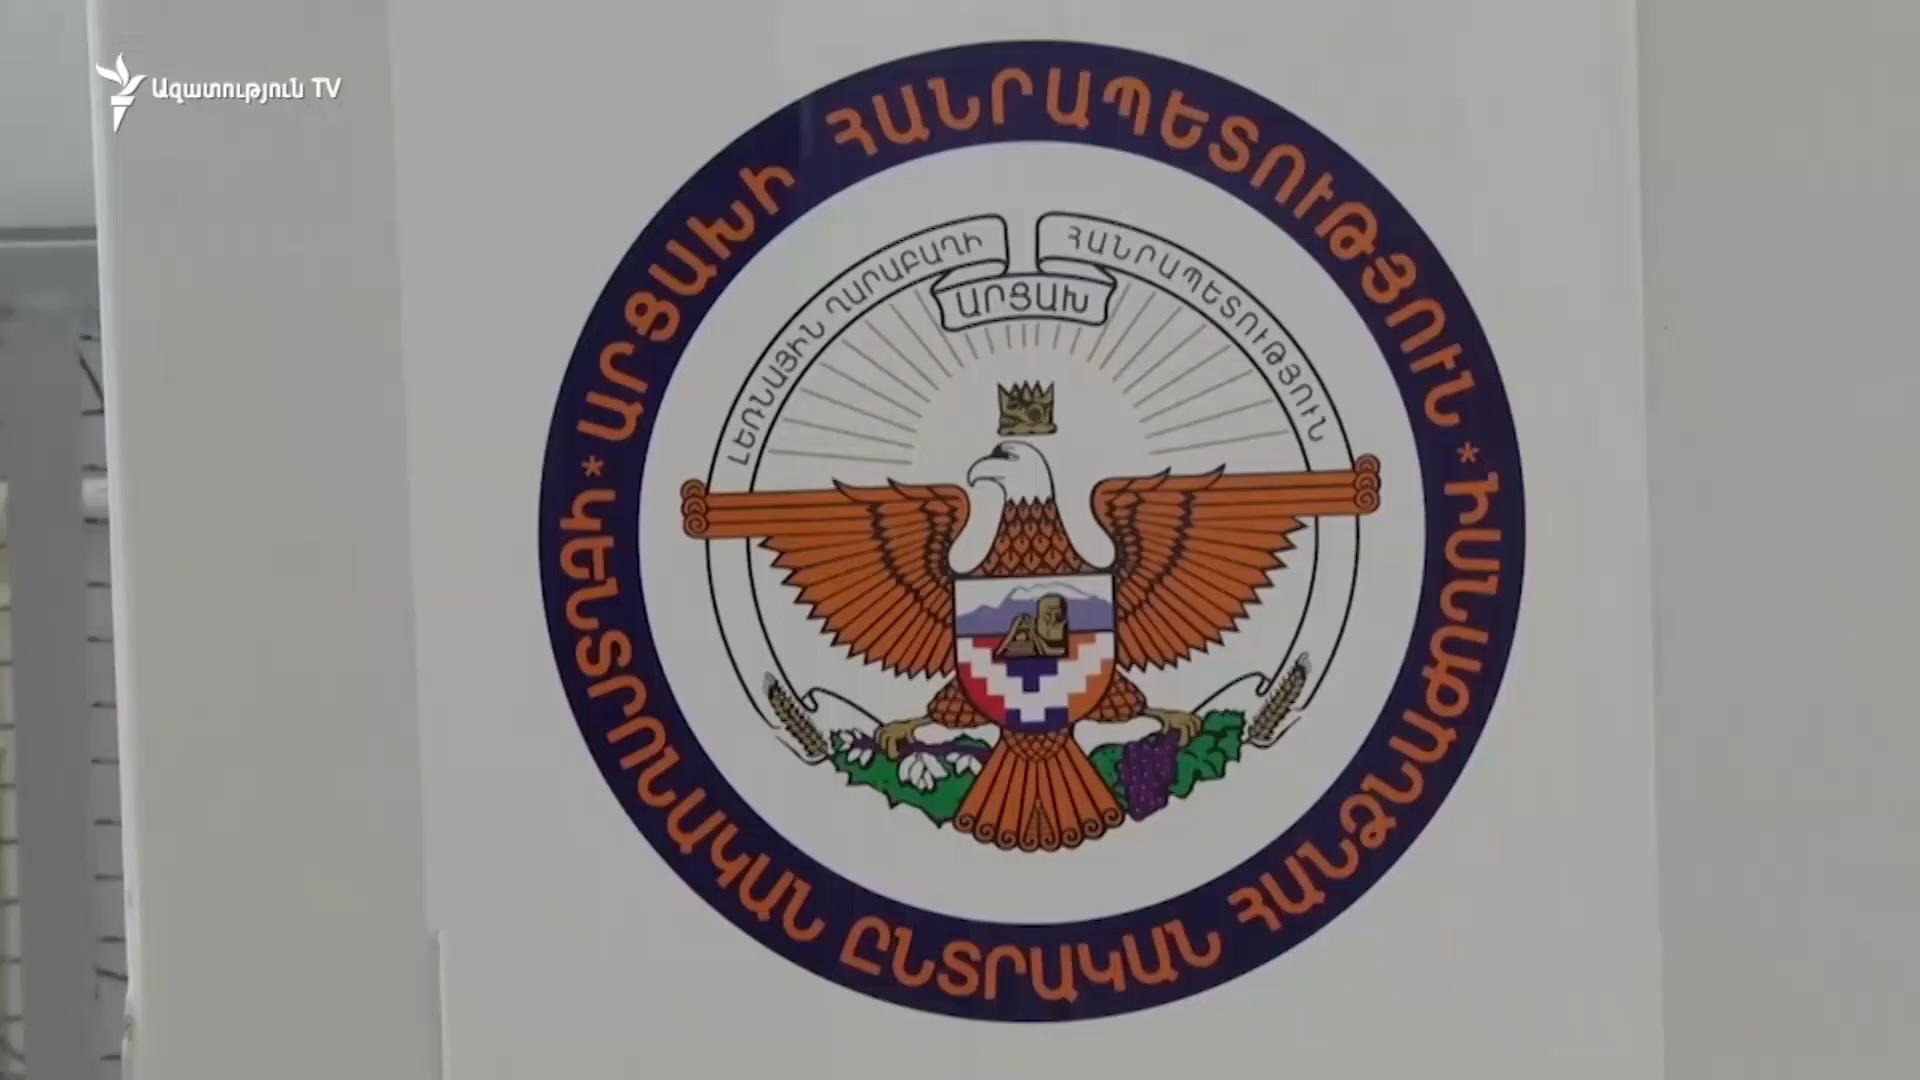 Ազատություն TV
ԱՐՑԱԽԻ ՀԱՆՐԱՊԵՏՈՒԹՅՈՒՆ *
ԿԵՆՏՐՈՆԱԿԱՆ ԸՆՏՐԱԿԱՆ ՀԱՆՁՆԱԺՈՂՈՎ *
ԼԵՌՆԱՅԻՆ ՂԱՐԱԲԱՂԻ
ՀԱՆՐԱՊԵՏՈՒԹՅՈՒՆ
ԱՐՑԱԽ